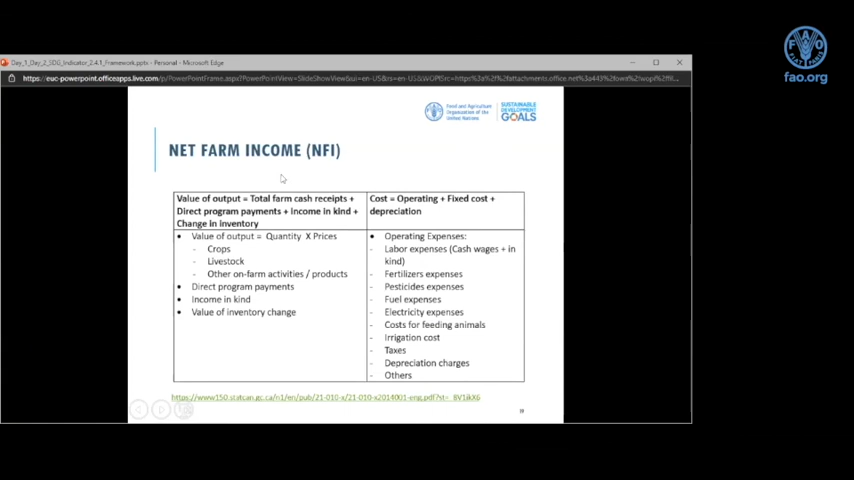 Day_1_Day_2_SDG_Indicator_2.4.1_Framework.pptx - Personal - Microsoft Edge
FAO
FIAT PANIS
fao.org
Food and Agriculture
Organization of the
United Nations
SUSTAINABLE
DEVELOPMENT
GOALS
NET FARM INCOME (NFI)
Value of output = Total farm cash receipts +
Direct program payments + Income in kind +
Change in inventory
• Value of output = Quantity X Prices
- Crops
- Livestock
- Other on-farm activities / products
• Direct program payments
• Income in kind
• Value of inventory change
Cost = Operating + Fixed cost +
depreciation
• Operating Expenses:
- Labor expenses (Cash wages + in
kind)
- Fertilizers expenses
- Pesticides expenses
- Fuel expenses
- Electricity expenses
- Costs for feeding animals
- Irrigation cost
- Taxes
- Depreciation charges
- Others